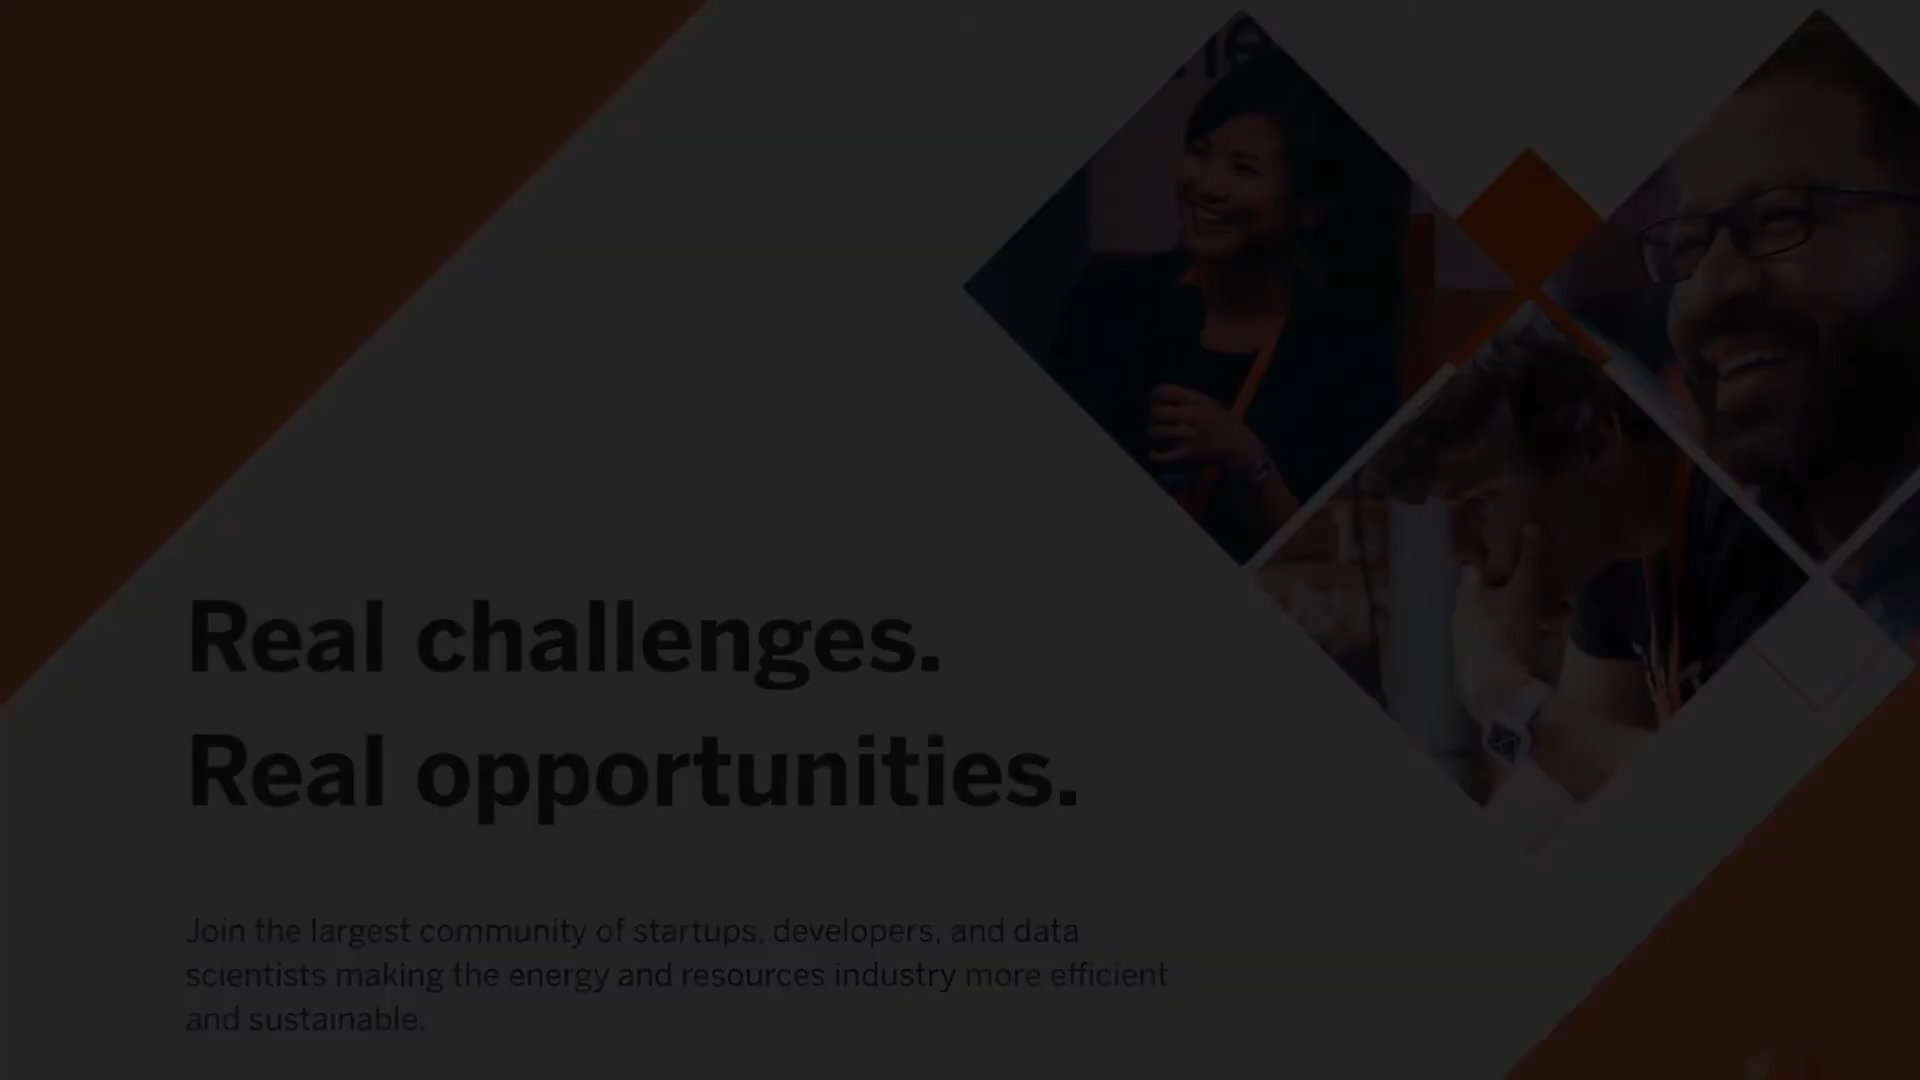 Real challenges.
Real opportunities.
Join the largest community of startups, developers, and data
scientists making the energy and resources industry more efficient
and sustainable.